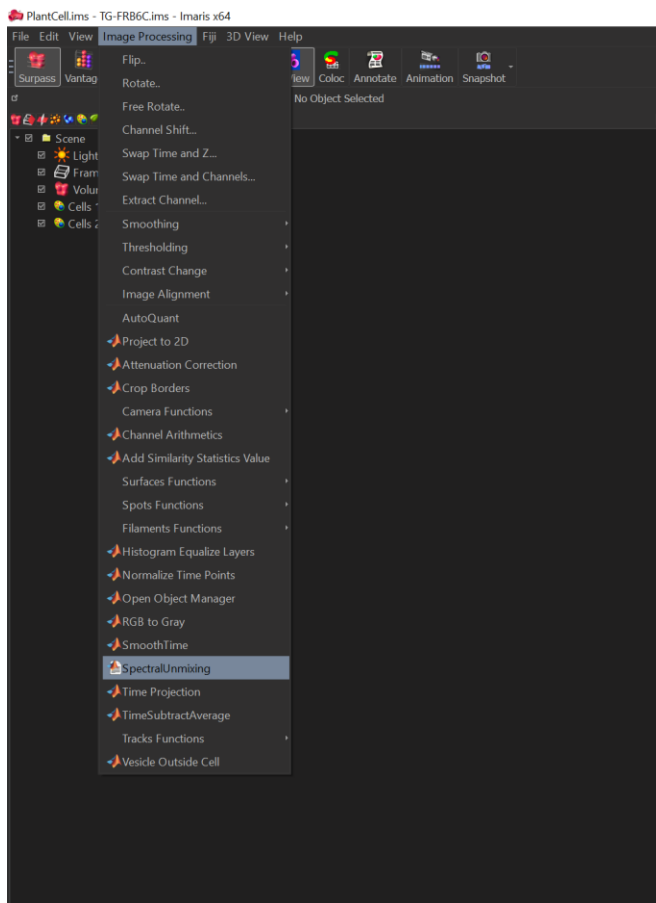 PlantCell.ims - TG-FRB6C.ims - Imaris x64
File Edit View Image Processing Fiji 3D View Help
Surpass Vantag Coloc Annotate Animation Snapshot
No Object Selected
Scene
Light
Fram
Volur
Cells 1
Cells 2
Flip..
Rotate..
Free Rotate..
Channel Shift...
Swap Time and Z...
Swap Time and Channels...
Extract Channel...
Smoothing
Thresholding
Contrast Change
Image Alignment
AutoQuant
Project to 2D
Attenuation Correction
Crop Borders
Camera Functions
Channel Arithmetics
Add Similarity Statistics Value
Surfaces Functions
Spots Functions
Filaments Functions
Histogram Equalize Layers
Normalize Time Points
Open Object Manager
RGB to Gray
SmoothTime
SpectralUnmixing
Time Projection
TimeSubtractAverage
Tracks Functions
Vesicle Outside Cell